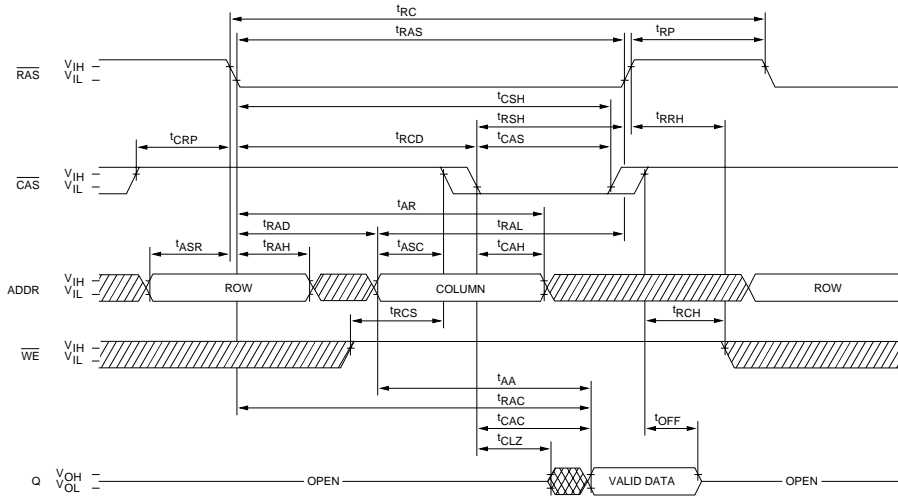 tRC
tRAS tRP
RAS VIH
VIL
tCSH
tRSH tRRH
tCRP tRCD tCAS
CAS VIH
VIL
tAR
tRAD tRAL
tASR tRAH tASC tCAH
ADDR VIH
VIL
ROW COLUMN ROW
tRCS tRCH
WE VIH
VIL
tAA
tRAC
tCAC tOFF
tCLZ
Q VOH
VOL
OPEN VALID DATA OPEN